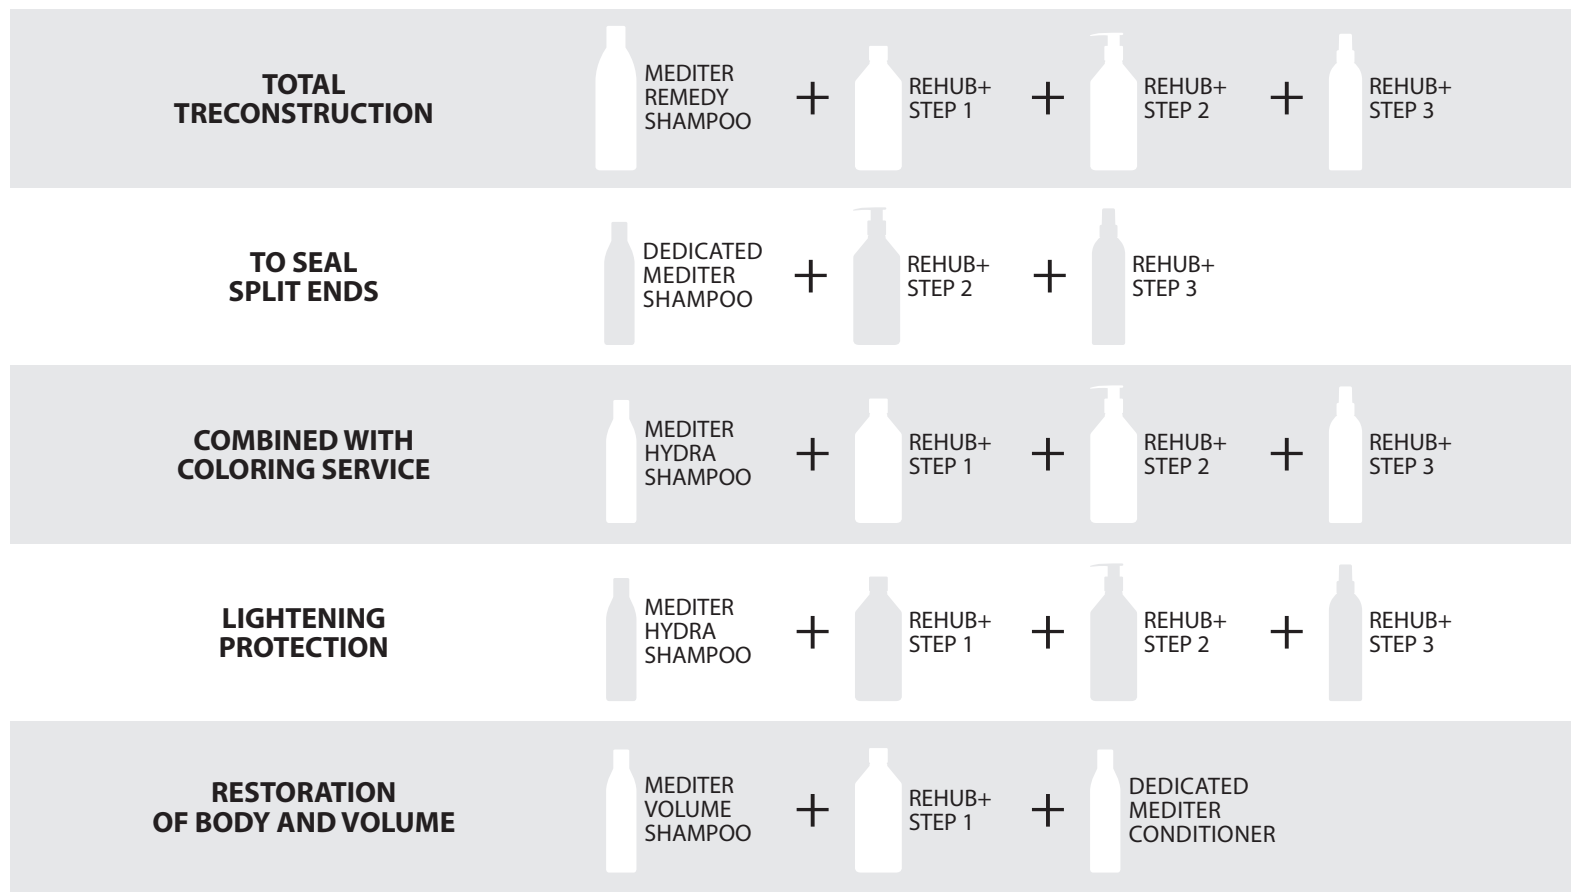 TOTAL
TRECONSTRUCTION
MEDITER
REMEDY
SHAMPOO
+
REHUB+
STEP 1
+
REHUB+
STEP 2
+
REHUB+
STEP 3
TO SEAL
SPLIT ENDS
DEDICATED
MEDITER
SHAMPOO
+
REHUB+
STEP 2
+
REHUB+
STEP 3
COMBINED WITH
COLORING SERVICE
MEDITER
HYDRA
SHAMPOO
+
REHUB+
STEP 1
+
REHUB+
STEP 2
+
REHUB+
STEP 3
LIGHTENING
PROTECTION
MEDITER
HYDRA
SHAMPOO
+
REHUB+
STEP 1
+
REHUB+
STEP 2
+
REHUB+
STEP 3
RESTORATION
OF BODY AND VOLUME
MEDITER
VOLUME
SHAMPOO
+
REHUB+
STEP 1
+
DEDICATED
MEDITER
CONDITIONER